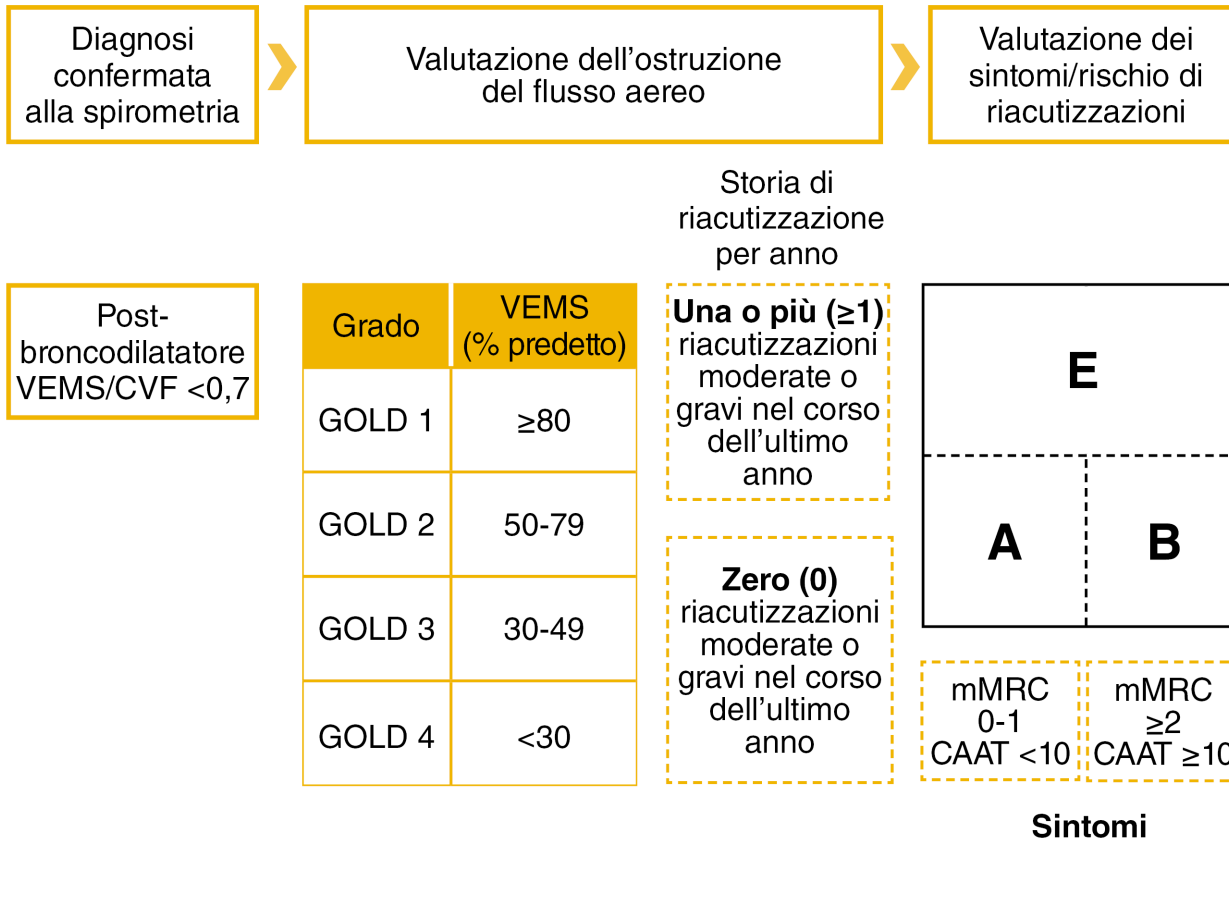 Diagnosi
confermata
alla spirometria
Valutazione dell’ostruzione
del flusso aereo
Valutazione dei
sintomi/rischio di
riacutizzazioni
Storia di
riacutizzazione
per anno
Post-
broncodilatatore
VEMS/CVF <0,7
Grado
VEMS
(% predetto)
GOLD 1
≥80
GOLD 2
50-79
GOLD 3
30-49
GOLD 4
<30
Una o più (≥1)
riacutizzazioni
moderate o
gravi nel corso
dell’ultimo
anno
Zero (0)
riacutizzazioni
moderate o
gravi nel corso
dell’ultimo
anno
E
A
B
mMRC
0-1
CAAT <10
mMRC
≥2
CAAT ≥10
Sintomi